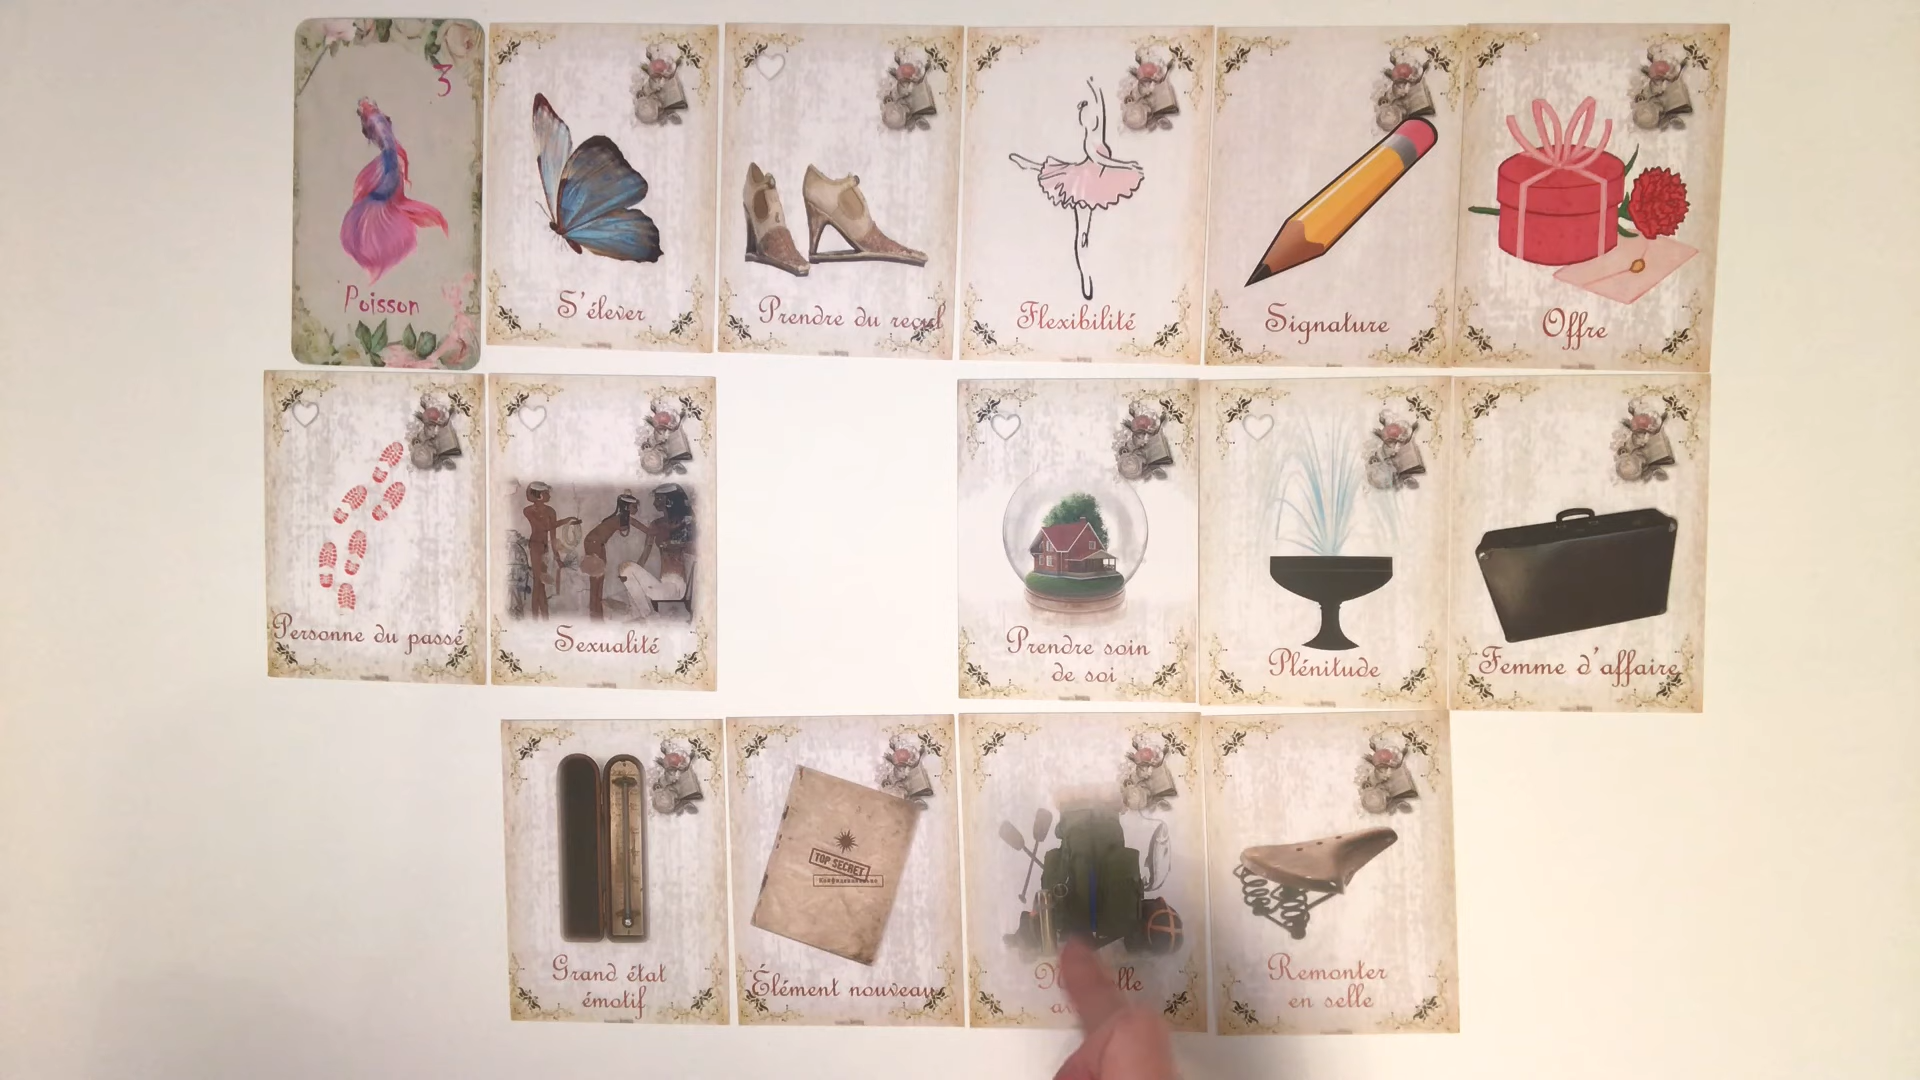 3
Poisson
S'élever
Prendre du recul
Flexibilité
Signature
Offre
Personne du passé
Sexualité
Prendre soin
de soi
Plénitude
Femme d'affaire
Grand état
émotif
TOP SECRET
Élément nouveau
Remonter
en selle